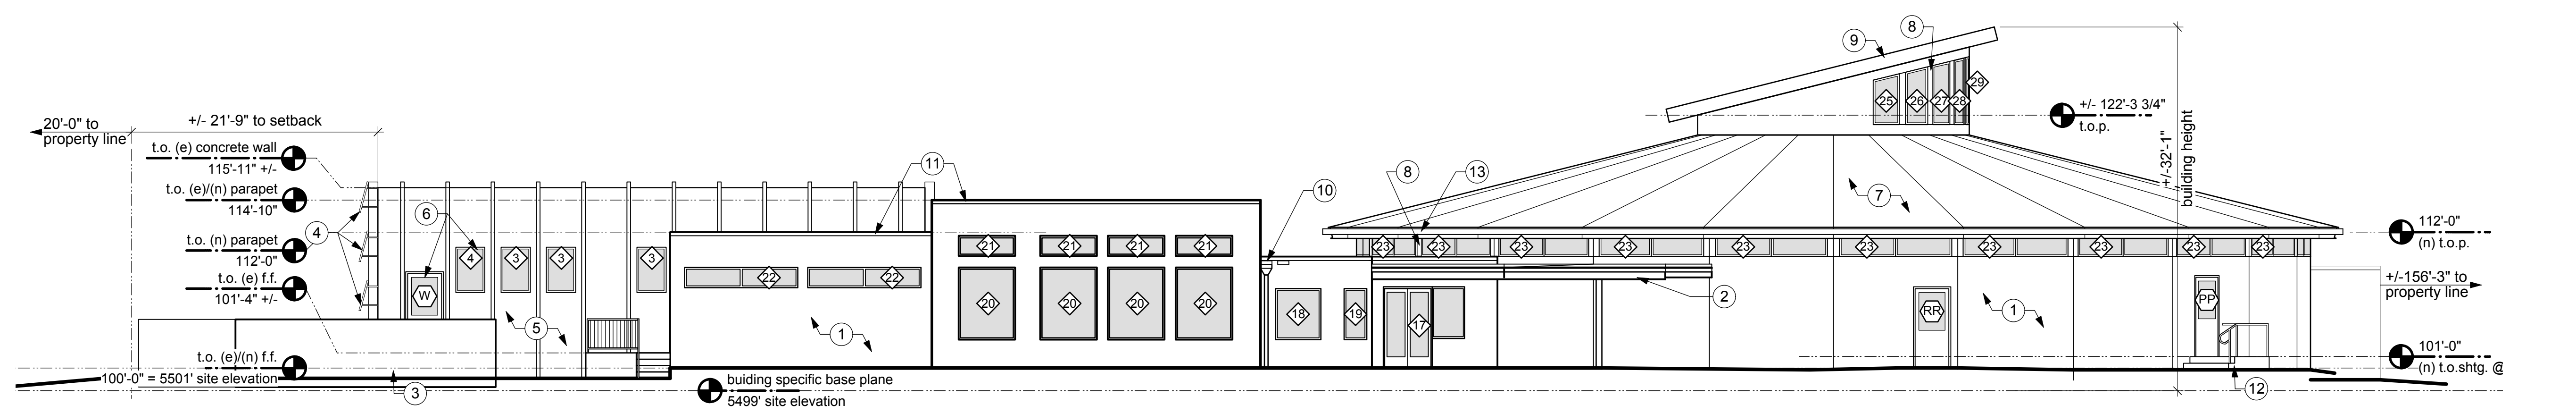 20'-0" to
property line
+/- 21'-9" to setback
t.o. (e) concrete wall
115'-11" +/-
t.o. (e)/(n) parapet
114'-10"
t.o. (n) parapet
112'-0"
t.o. (e) f.f.
101'-4" +/-
t.o. (e)/(n) f.f.
100'-0" = 5501' site elevation
4
6
W
4
3
3
3
5
3
1
22
22
11
21
21
21
21
20
20
20
20
buiding specific base plane
5499' site elevation
10
18
19
17
8
13
2
23
23
23
23
23
23
23
23
23
23
9
8
25
26
27
28
29
7
1
RR
PP
12
+/- 122'-3 3/4"
t.o.p.
+/-32'-1"
building height
112'-0"
(n) t.o.p.
+/-156'-3" to
property line
101'-0"
(n) t.o.shtg. @